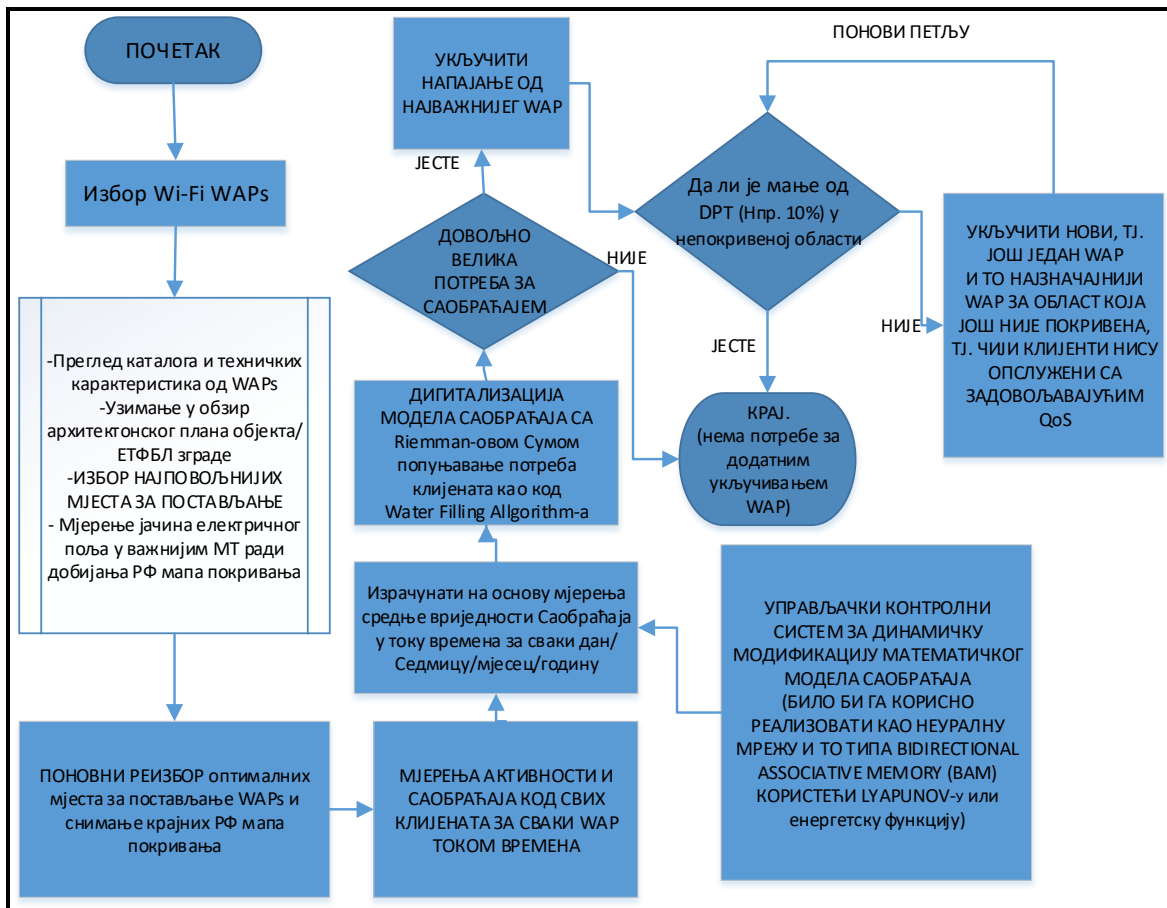 ПОЧЕТАК
Избор Wi-Fi WAPs
-Преглед каталога и техничких
карактеристика од WAPs
-Узимање у обзир
архитектонског плана објекта/
ЕТФБЛ зграде
-ИЗБОР НАЈПОВОЉНИЈИХ
МЈЕСТА ЗА ПОСТАВЉАЊЕ
- Мјерење јачина електричног
поља у важнијим МТ ради
добијања РФ мапа покривања
ПОНОВНИ РЕИЗБОР оптималних
мјеста за постављање WAPs и
снимање крајних РФ мапа
покривања
МЈЕРЕЊА АКТИВНОСТИ И
САОБРАЋАЈА КОД СВИХ
КЛИЈЕНАТА ЗА СВАКИ WAP
ТОКОМ ВРЕМЕНА
Израчунати на основу мјерења
средње вриједности Саобраћаја
у току времена за сваки дан/
Седмицу/мјесец/годину
УПРАВЉАЧКИ КОНТРОЛНИ
СИСТЕМ ЗА ДИНАМИЧКУ
МОДИФИКАЦИЈУ МАТЕМАТИЧКОГ
МОДЕЛА САОБРАЋАЈА
(БИЛО БИ ГА КОРИСНО
РЕАЛИЗОВАТИ КАО НЕУРАЛНУ
МРЕЖУ И ТО ТИПА BIDIRECTIONAL
ASSOCIATIVE MEMORY (BAM)
КОРИСТЕЋИ LYAPUNOV-у или
енергетску функцију)
ДИГИТАЛИЗАЦИЈА
МОДЕЛА САОБРАЋАЈА СА
Riemman-овом Сумом
попуњавање потреба
клијената као код
Water Filling Allgorithm-а
ДОВОЉНО
ВЕЛИКА
ПОТРЕБА ЗА
САОБРАЋАЈЕМ
ЈЕСТЕ
НИЈЕ
УКЉУЧИТИ
НАПАЈАЊЕ ОД
НАЈВАЖНИЈЕГ WAP
Да ли је мање од
DPT (Нпр. 10%) у
непокривеној области
ПОНОВИ ПЕТЉУ
НИЈЕ
ЈЕСТЕ
УКЉУЧИТИ НОВИ, ТЈ.
ЈОШ ЈЕДАН WAP
И ТО НАЈЗНАЧАЈНИЈИ
WAP ЗА ОБЛАСТ КОЈА
ЈОШ НИЈЕ ПОКРИВЕНА,
ТЈ. ЧИЈИ КЛИЈЕНТИ НИСУ
ОПСЛУЖЕНИ СА
ЗАДОВОЉАВАЈУЋИМ
QoS
КРАЈ.
(нема потребе за
додатним
укључивањем
WAP)